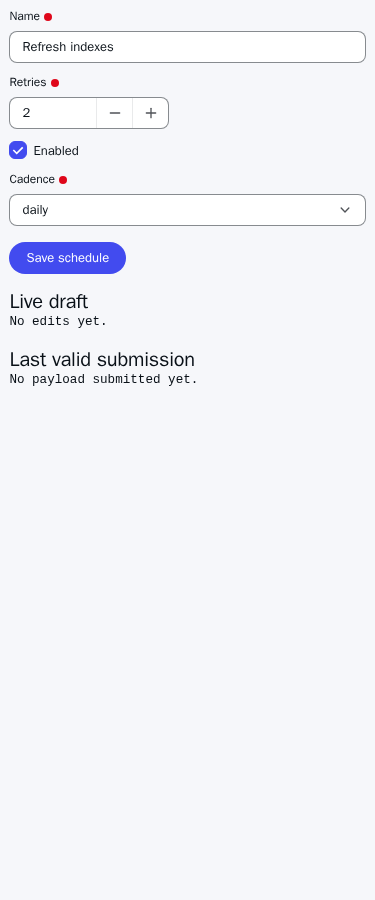 Name
Refresh indexes
Retries
2
Enabled
Cadence
daily
Save schedule
Live draft
No edits yet.
Last valid submission
No payload submitted yet.